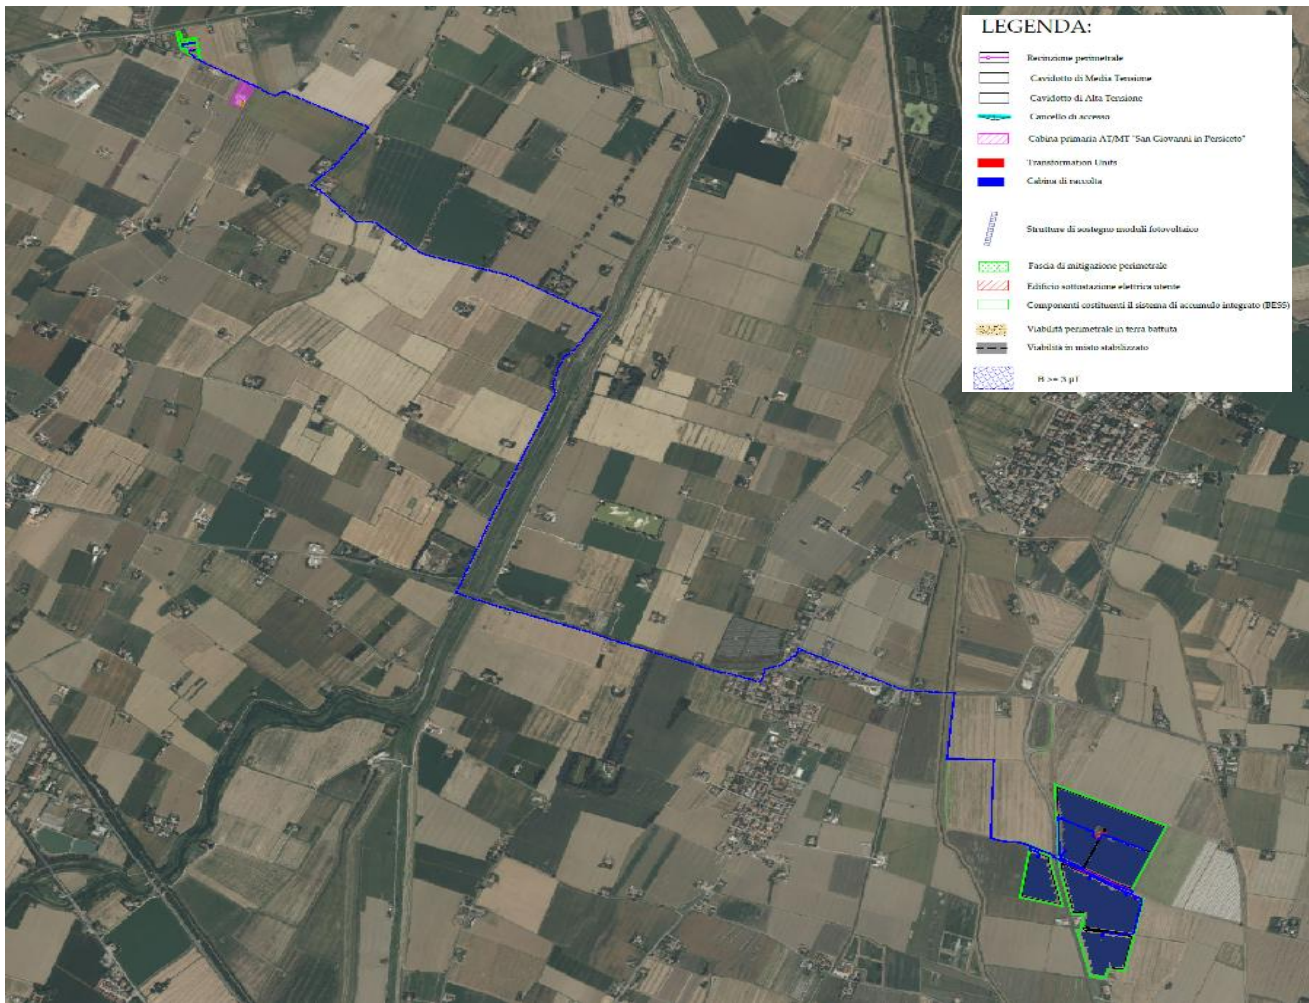 LEGENDA:
Recinzione perimetrale
Cavidotto di Media Tensione
Cavidotto di Alta Tensione
Cancello di accesso
Cabina primaria AT/MT "San Giovanni in Persiceto"
Transformation Units
Cabina di raccolta
Strutture di sostegno moduli fotovoltaico
Fascia di mitigazione perimetrale
Edificio sottostazione elettrica utente
Componenti costituenti il sistema di accumulo integrato (BESS)
Viabilità perimetrale in terra battuta
Viabilità in misto stabilizzato
B >= 3 µT